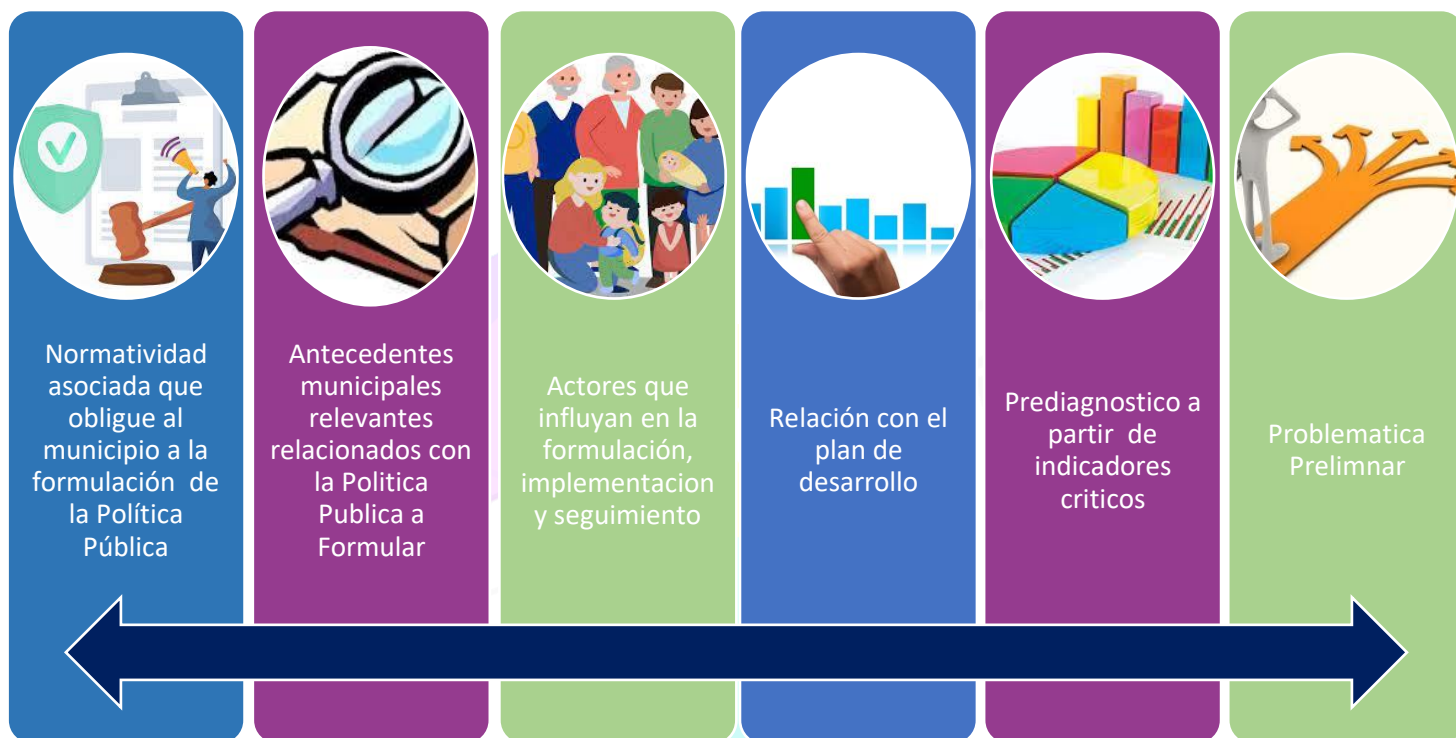 Normatividad
asociada que
obligue al
municipio a la
formulación de
la Política
Pública
Antecedentes
municipales
relevantes
relacionados con
la Politica
Publica a
Formular
Actores que
influyan en la
formulación,
implementacion
y seguimiento
Relación con el
plan de
desarrollo
Prediagnostico a
partir de
indicadores
criticos
Problematica
Prelimnar